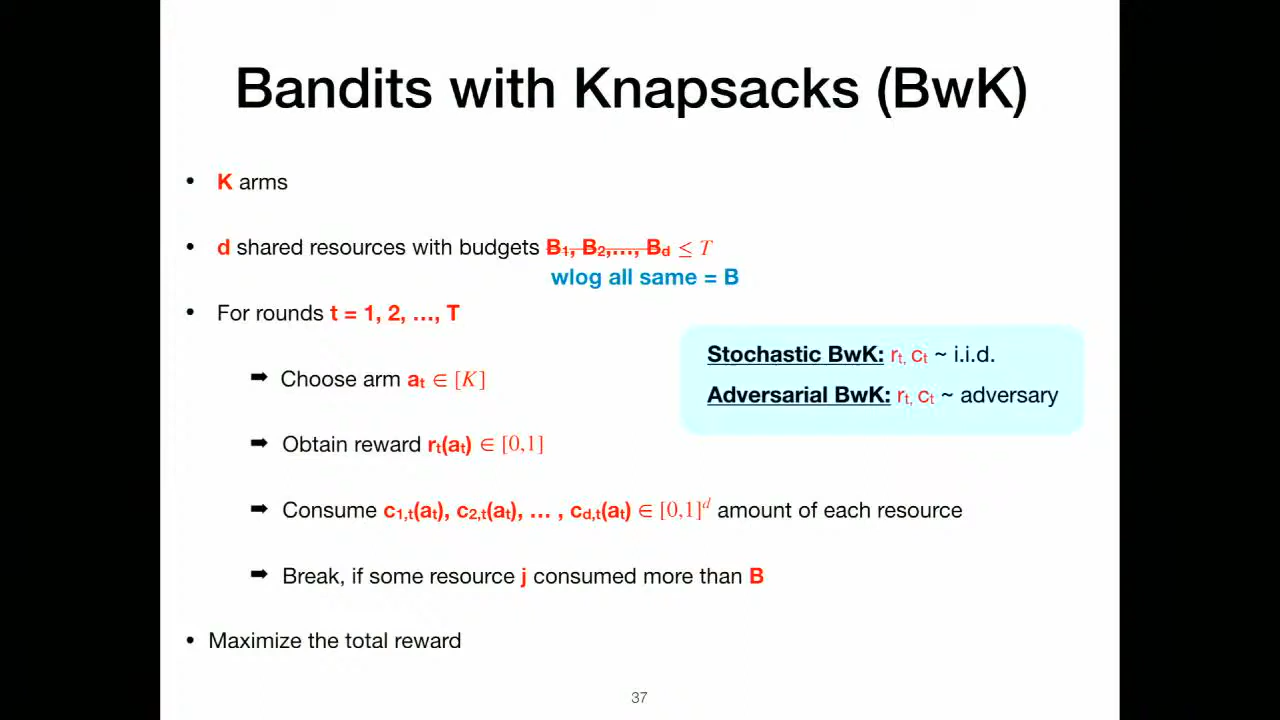 Bandits with Knapsacks (BwK)
• K arms
• d shared resources with budgets B₁, B₂,..., B_d ≤ T
wlog all same = B
• For rounds t = 1, 2, ..., T
Stochastic BwK: rₜ, cₜ ~ i.i.d.
➡ Choose arm aₜ ∈ [K]
Adversarial BwK: rₜ, cₜ ~ adversary
➡ Obtain reward rₜ(aₜ) ∈ [0,1]
➡ Consume c₁,ₜ(aₜ), c₂,ₜ(aₜ), ... , c_d,ₜ(aₜ) ∈ [0,1]ᵈ amount of each resource
➡ Break, if some resource j consumed more than B
• Maximize the total reward
37